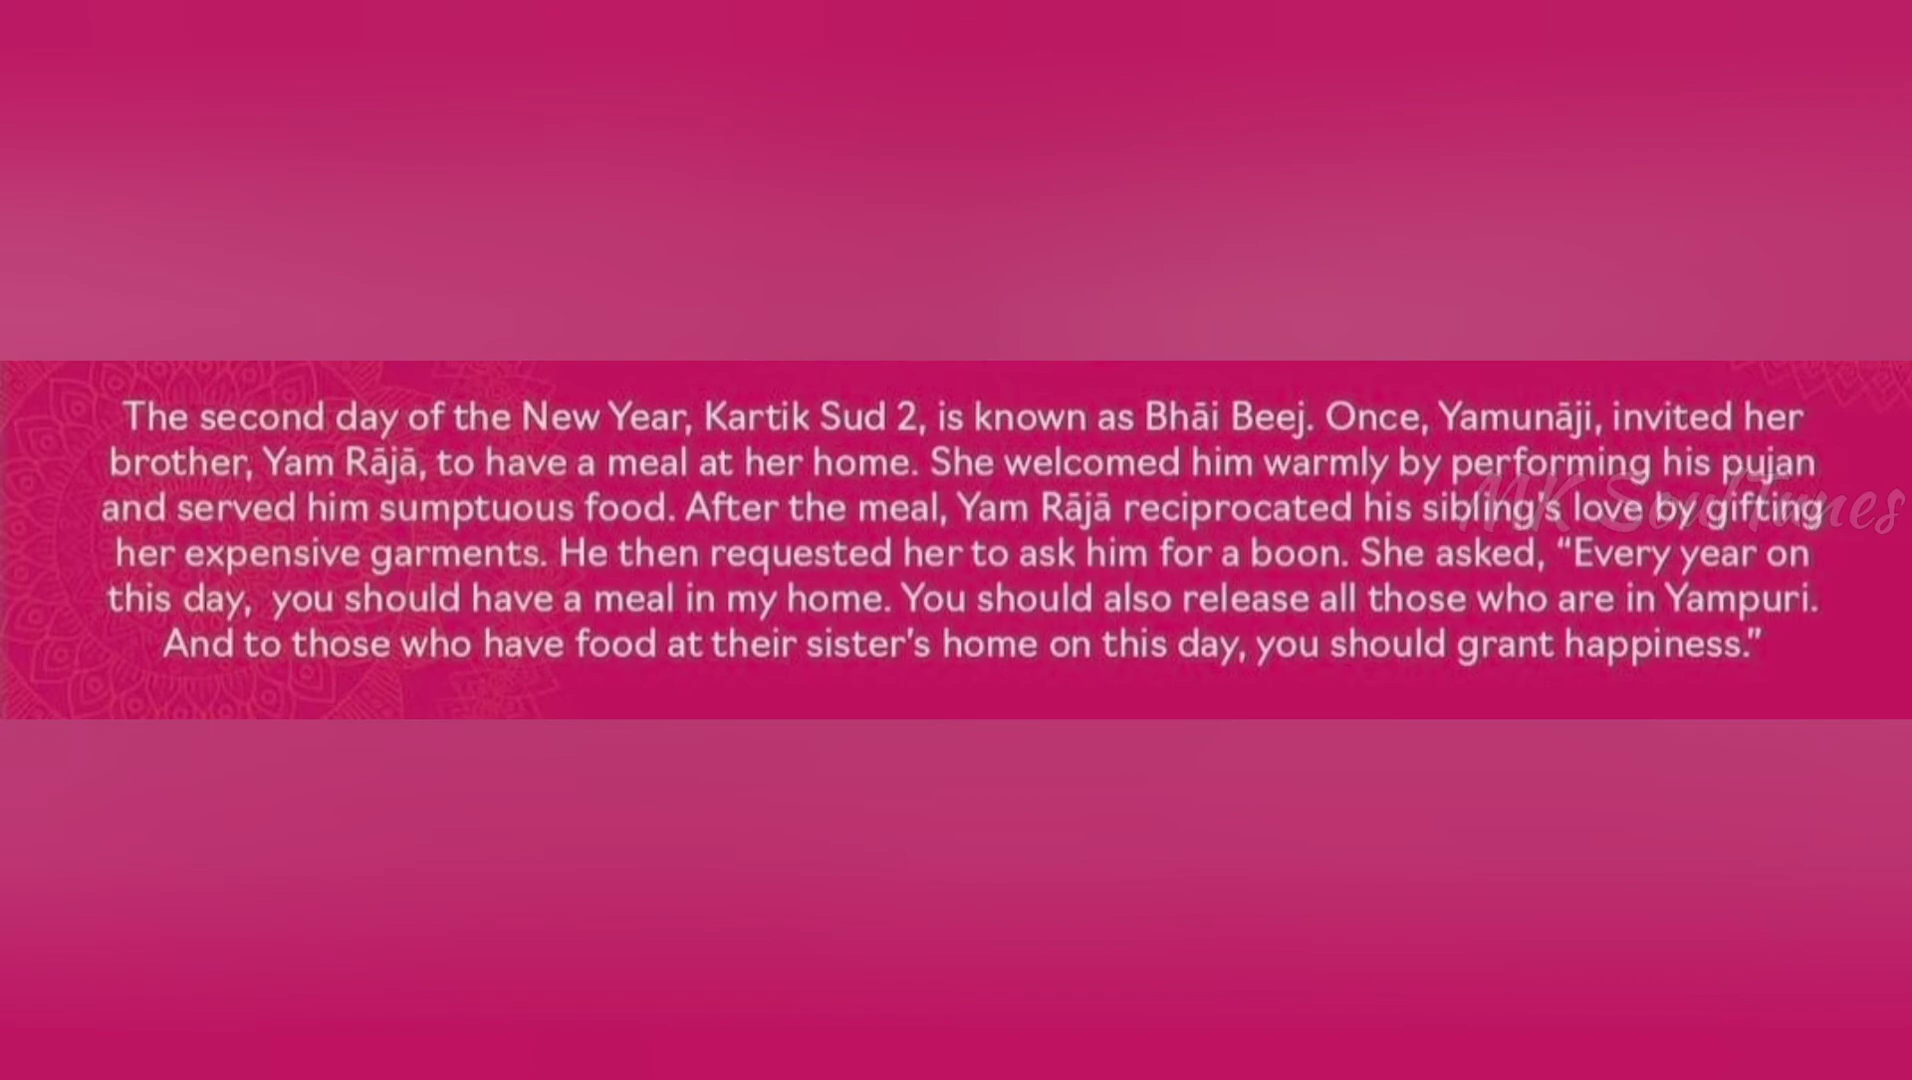 The second day of the New Year, Kartik Sud 2, is known as Bhāi Beej. Once, Yamunāji, invited her
brother, Yam Rājā, to have a meal at her home. She welcomed him warmly by performing his pujan
and served him sumptuous food. After the meal, Yam Rājā reciprocated his sibling's love by gifting
her expensive garments. He then requested her to ask him for a boon. She asked, “Every year on
this day, you should have a meal in my home. You should also release all those who are in Yampuri.
And to those who have food at their sister's home on this day, you should grant happiness.”
NK SoulTunes